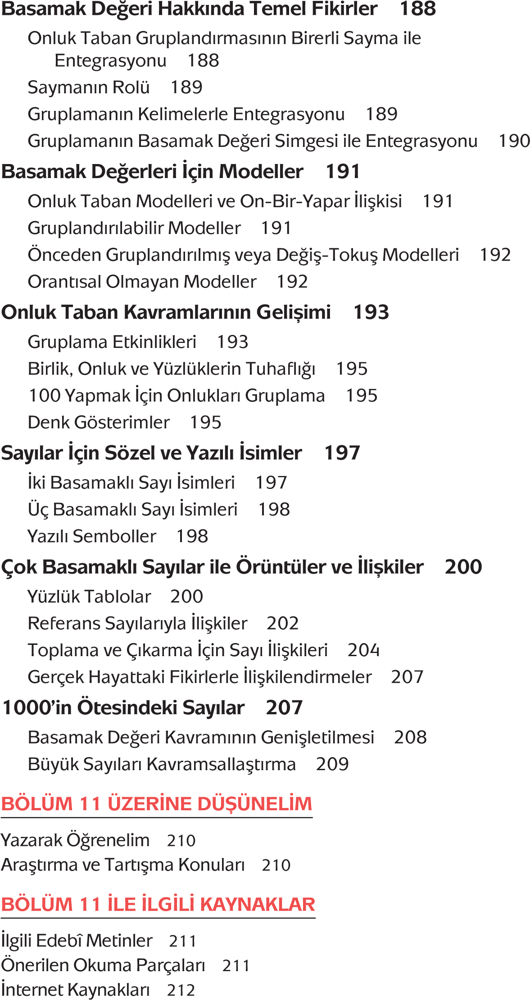 Basamak Değeri Hakkında Temel Fikirler 188
Onluk Taban Gruplandırmasının Birerli Sayma ile
Entegrasyonu 188
Saymanın Rolü 189
Gruplamanın Kelimelerle Entegrasyonu 189
Gruplamanın Basamak Değeri Simgesi ile Entegrasyonu 190
Basamak Değerleri İçin Modeller 191
Onluk Taban Modelleri ve On-Bir-Yapar İlişkisi 191
Gruplandırılabilir Modeller 191
Önceden Gruplandırılmış veya Değiş-Tokuş Modelleri 192
Orantısal Olmayan Modeller 192
Onluk Taban Kavramlarının Gelişimi 193
Gruplama Etkinlikleri 193
Birlik, Onluk ve Yüzlüklerin Tuhaflığı 195
100 Yapmak İçin Onlukları Gruplama 195
Denk Gösterimler 195
Sayılar İçin Sözel ve Yazılı İsimler 197
İki Basamaklı Sayı İsimleri 197
Üç Basamaklı Sayı İsimleri 198
Yazılı Semboller 198
Çok Basamaklı Sayılar ile Örüntüler ve İlişkiler 200
Yüzlük Tablolar 200
Referans Sayılarıyla İlişkiler 202
Toplama ve Çıkarma İçin Sayı İlişkileri 204
Gerçek Hayattaki Fikirlerle İlişkilendirmeler 207
1000’in Ötesindeki Sayılar 207
Basamak Değeri Kavramının Genişletilmesi 208
Büyük Sayıları Kavramsallaştırma 209
BÖLÜM 11 ÜZERİNE DÜŞÜNELİM
Yazarak Öğrenelim 210
Araştırma ve Tartışma Konuları 210
BÖLÜM 11 İLE İLGİLİ KAYNAKLAR
İlgili Edebî Metinler 211
Önerilen Okuma Parçaları 211
İnternet Kaynakları 212